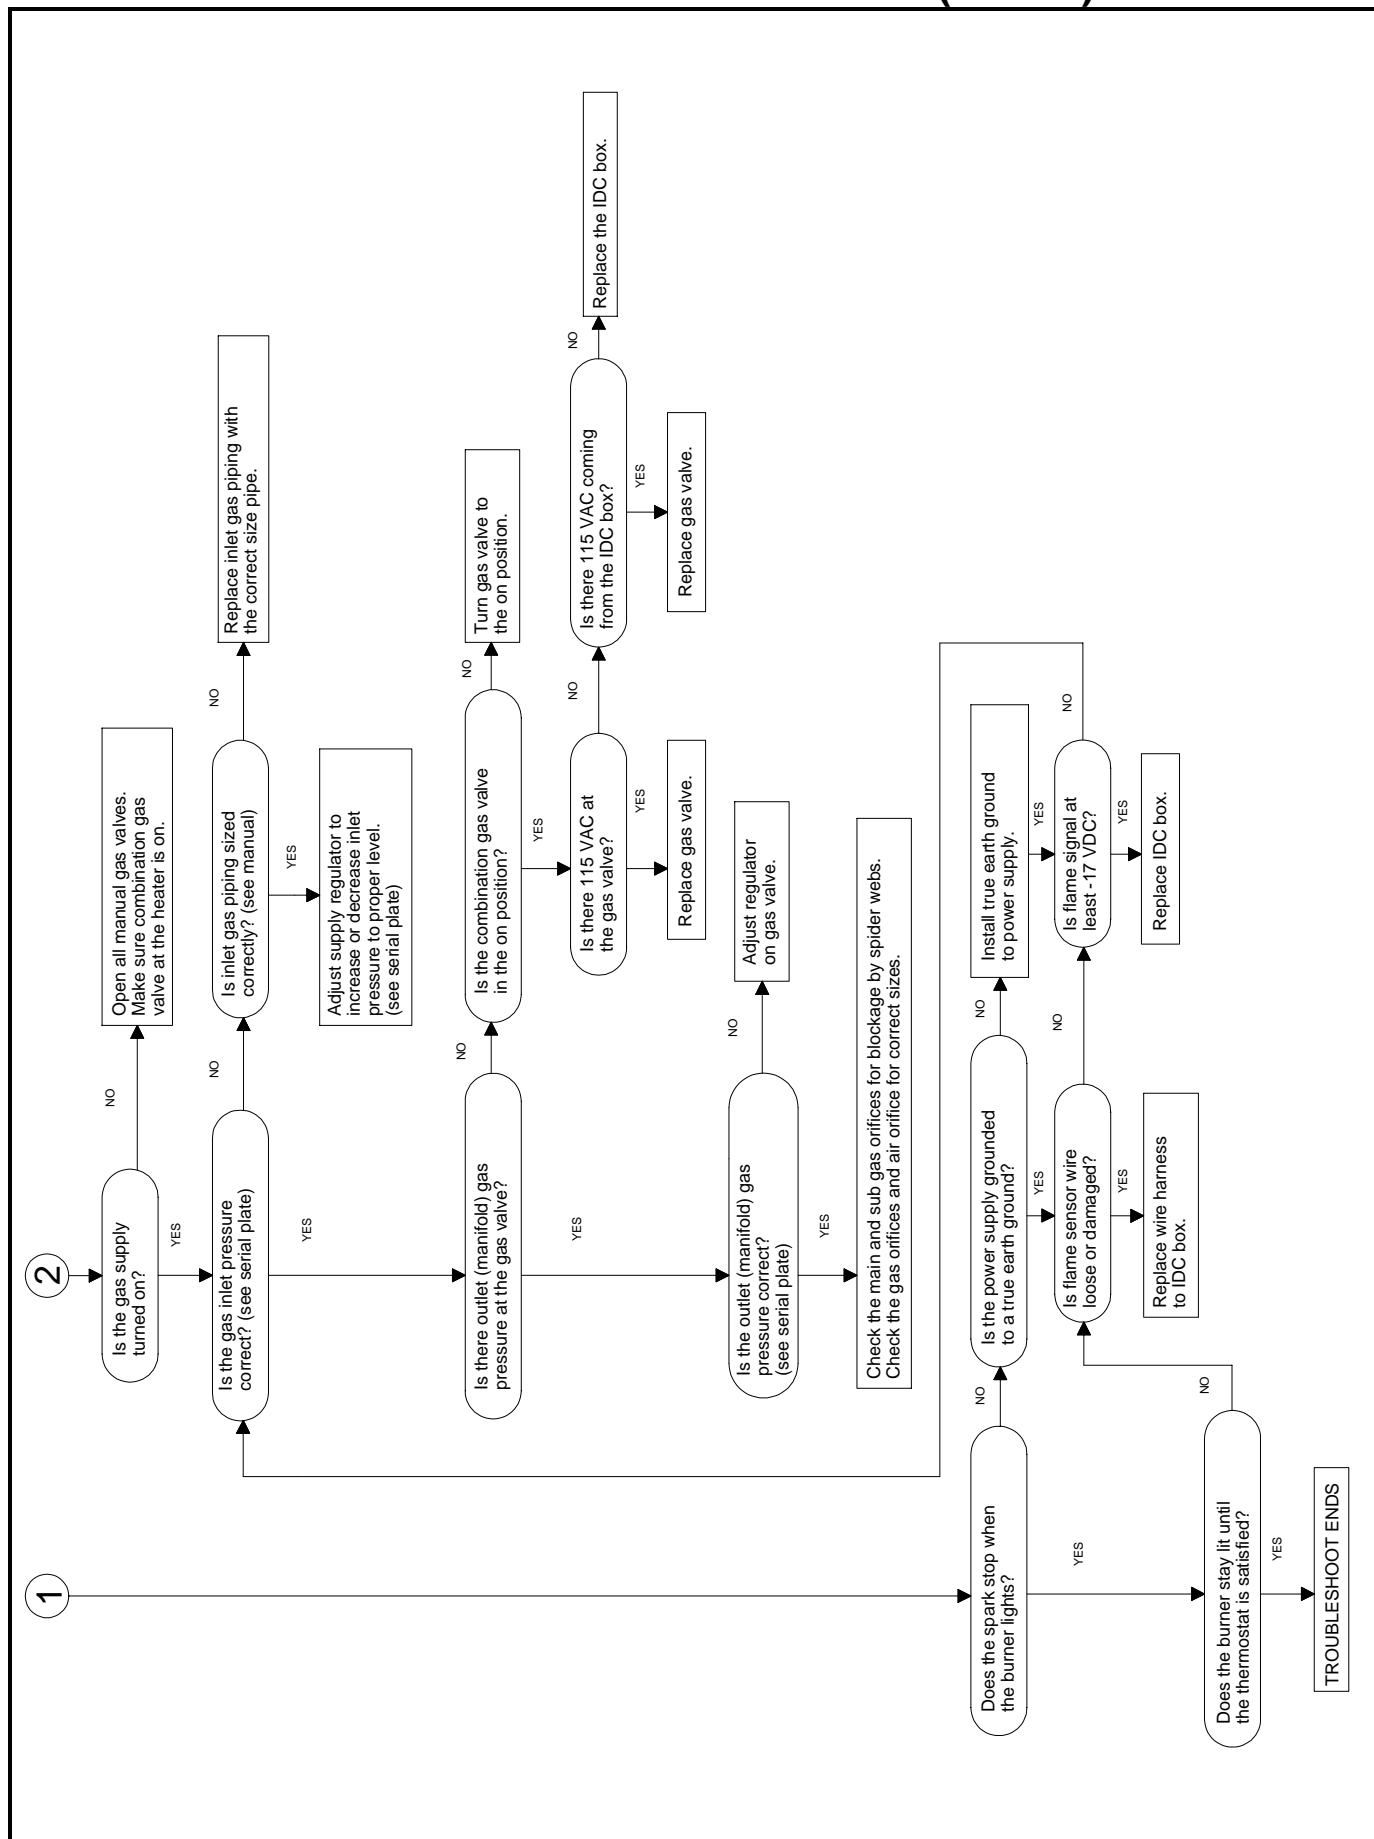 1
2
Is the gas supply
turned on?
NO
Open all manual gas valves.
Make sure combination gas
valve at the heater is on.
YES
Is the gas inlet pressure
correct? (see serial plate)
NO
Is inlet gas piping sized
correctly? (see manual)
NO
Replace inlet gas piping with
the correct size pipe.
YES
Adjust supply regulator to
increase or decrease inlet
pressure to proper level.
(see serial plate)
YES
Is there outlet (manifold) gas
pressure at the gas valve?
NO
Is the combination gas valve
in the on position?
NO
Turn gas valve to
the on position.
YES
Is there 115 VAC at
the gas valve?
NO
Is there 115 VAC coming
from the IDC box?
NO
Replace the IDC box.
YES
Replace gas valve.
YES
Replace gas valve.
YES
Is the outlet (manifold) gas
pressure correct?
(see serial plate)
NO
Adjust regulator
on gas valve.
YES
Check the main and sub gas orifices for blockage by spider webs.
Check the gas orifices and air orifice for correct sizes.
Does the spark stop when
the burner lights?
NO
Is the power supply grounded
to a true earth ground?
NO
Install true earth ground
to power supply.
YES
YES
YES
Is flame sensor wire
loose or damaged?
NO
Is flame signal at
least -17 VDC?
NO
YES
Replace wire harness
to IDC box.
YES
Replace IDC box.
Does the burner stay lit until
the thermostat is satisfied?
NO
YES
TROUBLESHOOT ENDS